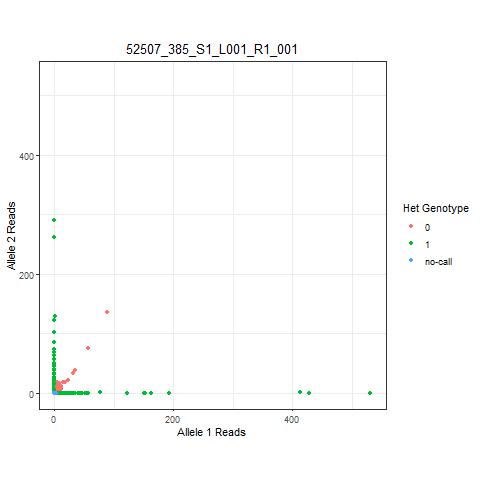 52507_385_S1_L001_R1_001
Allele 2 Reads
400
200
0
0
200
400
Allele 1 Reads
Het Genotype
0
1
no-call